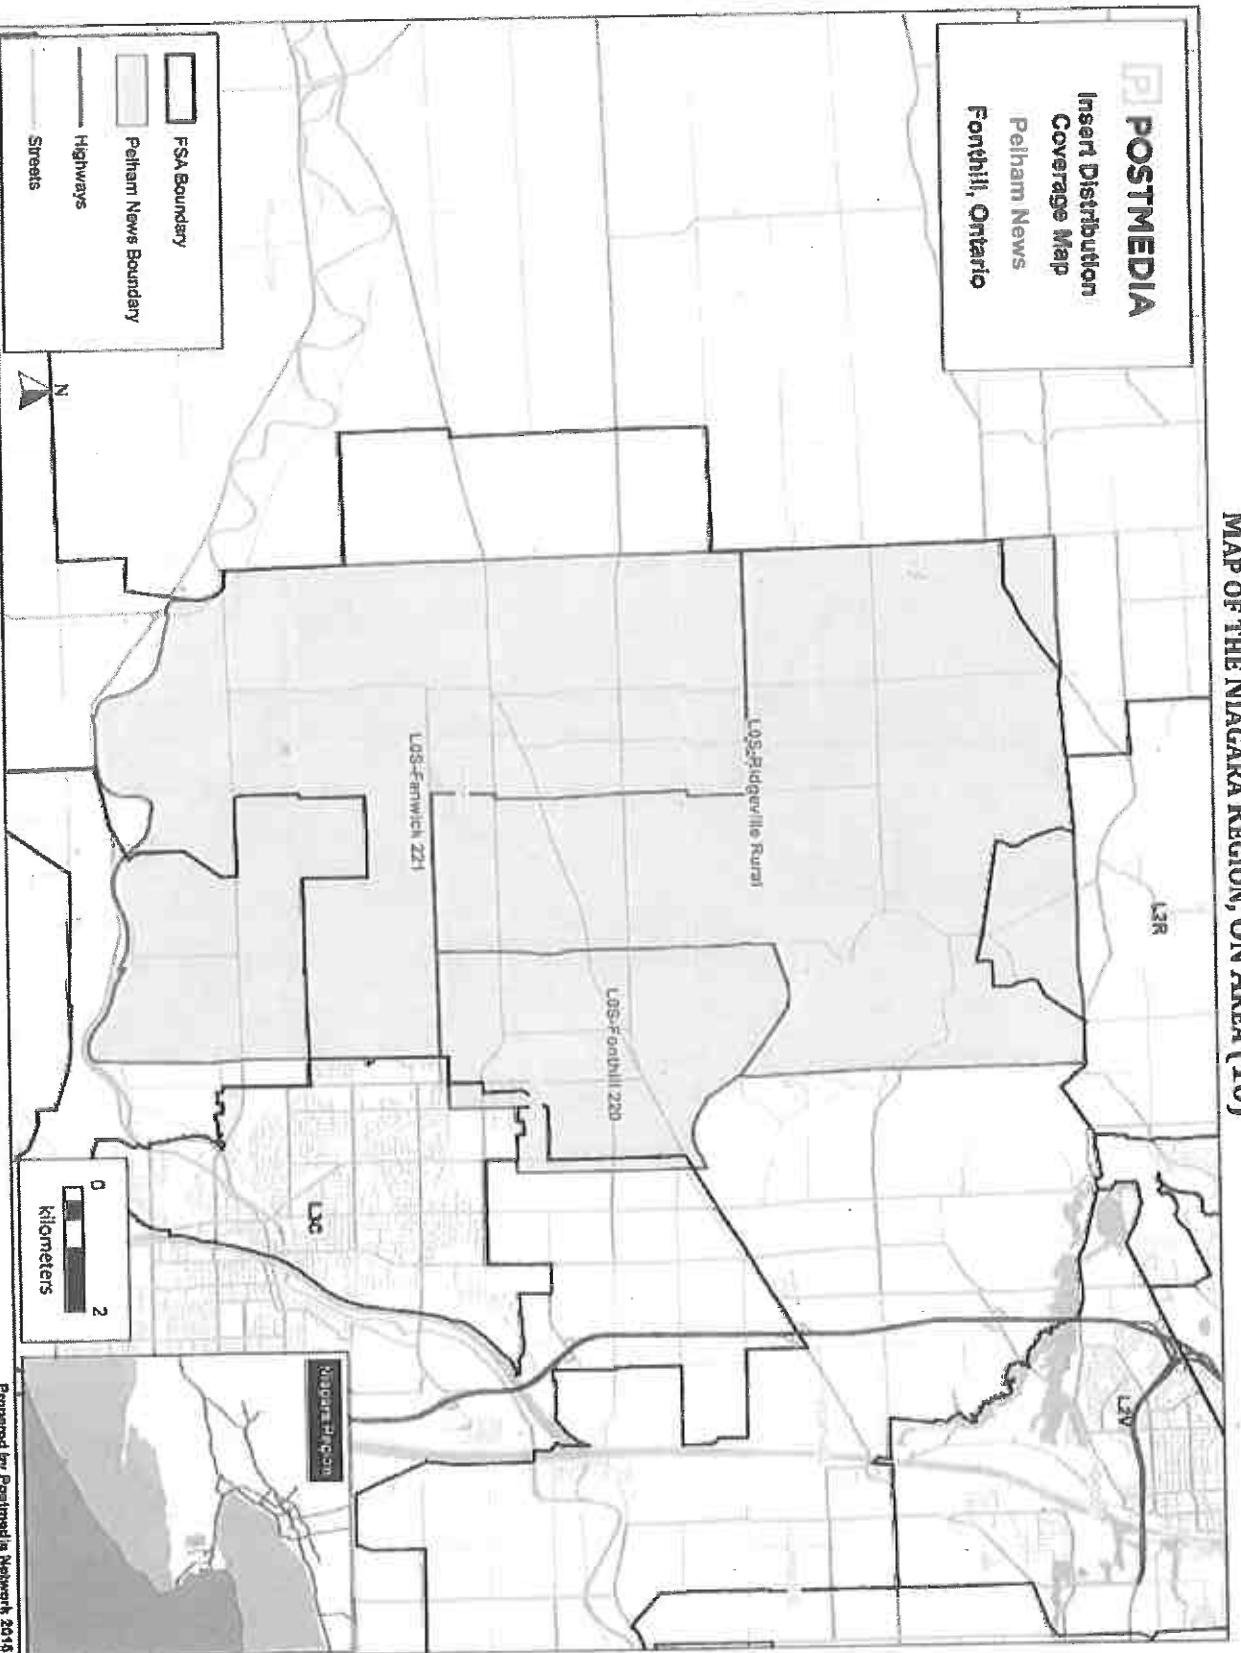 MAP OF THE NIAGARA REGION, ON AREA (10)
P POSTMEDIA
Insert Distribution
Coverage Map
Pelham News
Fonthill, Ontario
L2R
L2V
L0S-Ridgeville Rural
L0S-Fonthill 220
L0S-Fenwick 221
L3C
FSA Boundary
Pelham News Boundary
Highways
Streets
N
0 2
kilometers
Niagara Region
Prepared by Postmedia Network 2015